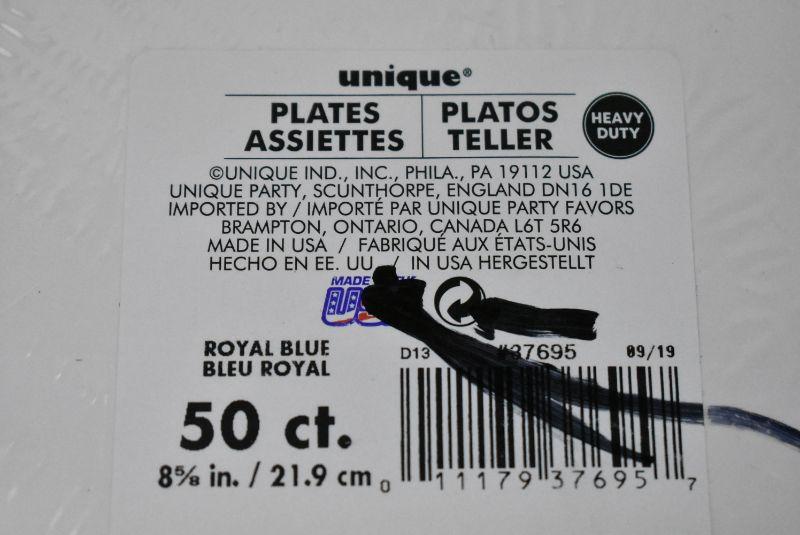 unique®
PLATES
ASSIETTES
PLATOS
TELLER
HEAVY
DUTY
©UNIQUE IND., INC., PHILA., PA 19112 USA
UNIQUE PARTY, SCUNTHORPE, ENGLAND DN16 1DE
IMPORTED BY / IMPORTÉ PAR UNIQUE PARTY FAVORS
BRAMPTON, ONTARIO, CANADA L6T 5R6
MADE IN USA / FABRIQUÉ AUX ÉTATS-UNIS
HECHO EN EE. UU. / IN USA HERGESTELLT
MADE
ROYAL BLUE
BLEU ROYAL
D13 #37695 09/19
50 ct.
8⅝ in. / 21.9 cm
0 11179 37695 7